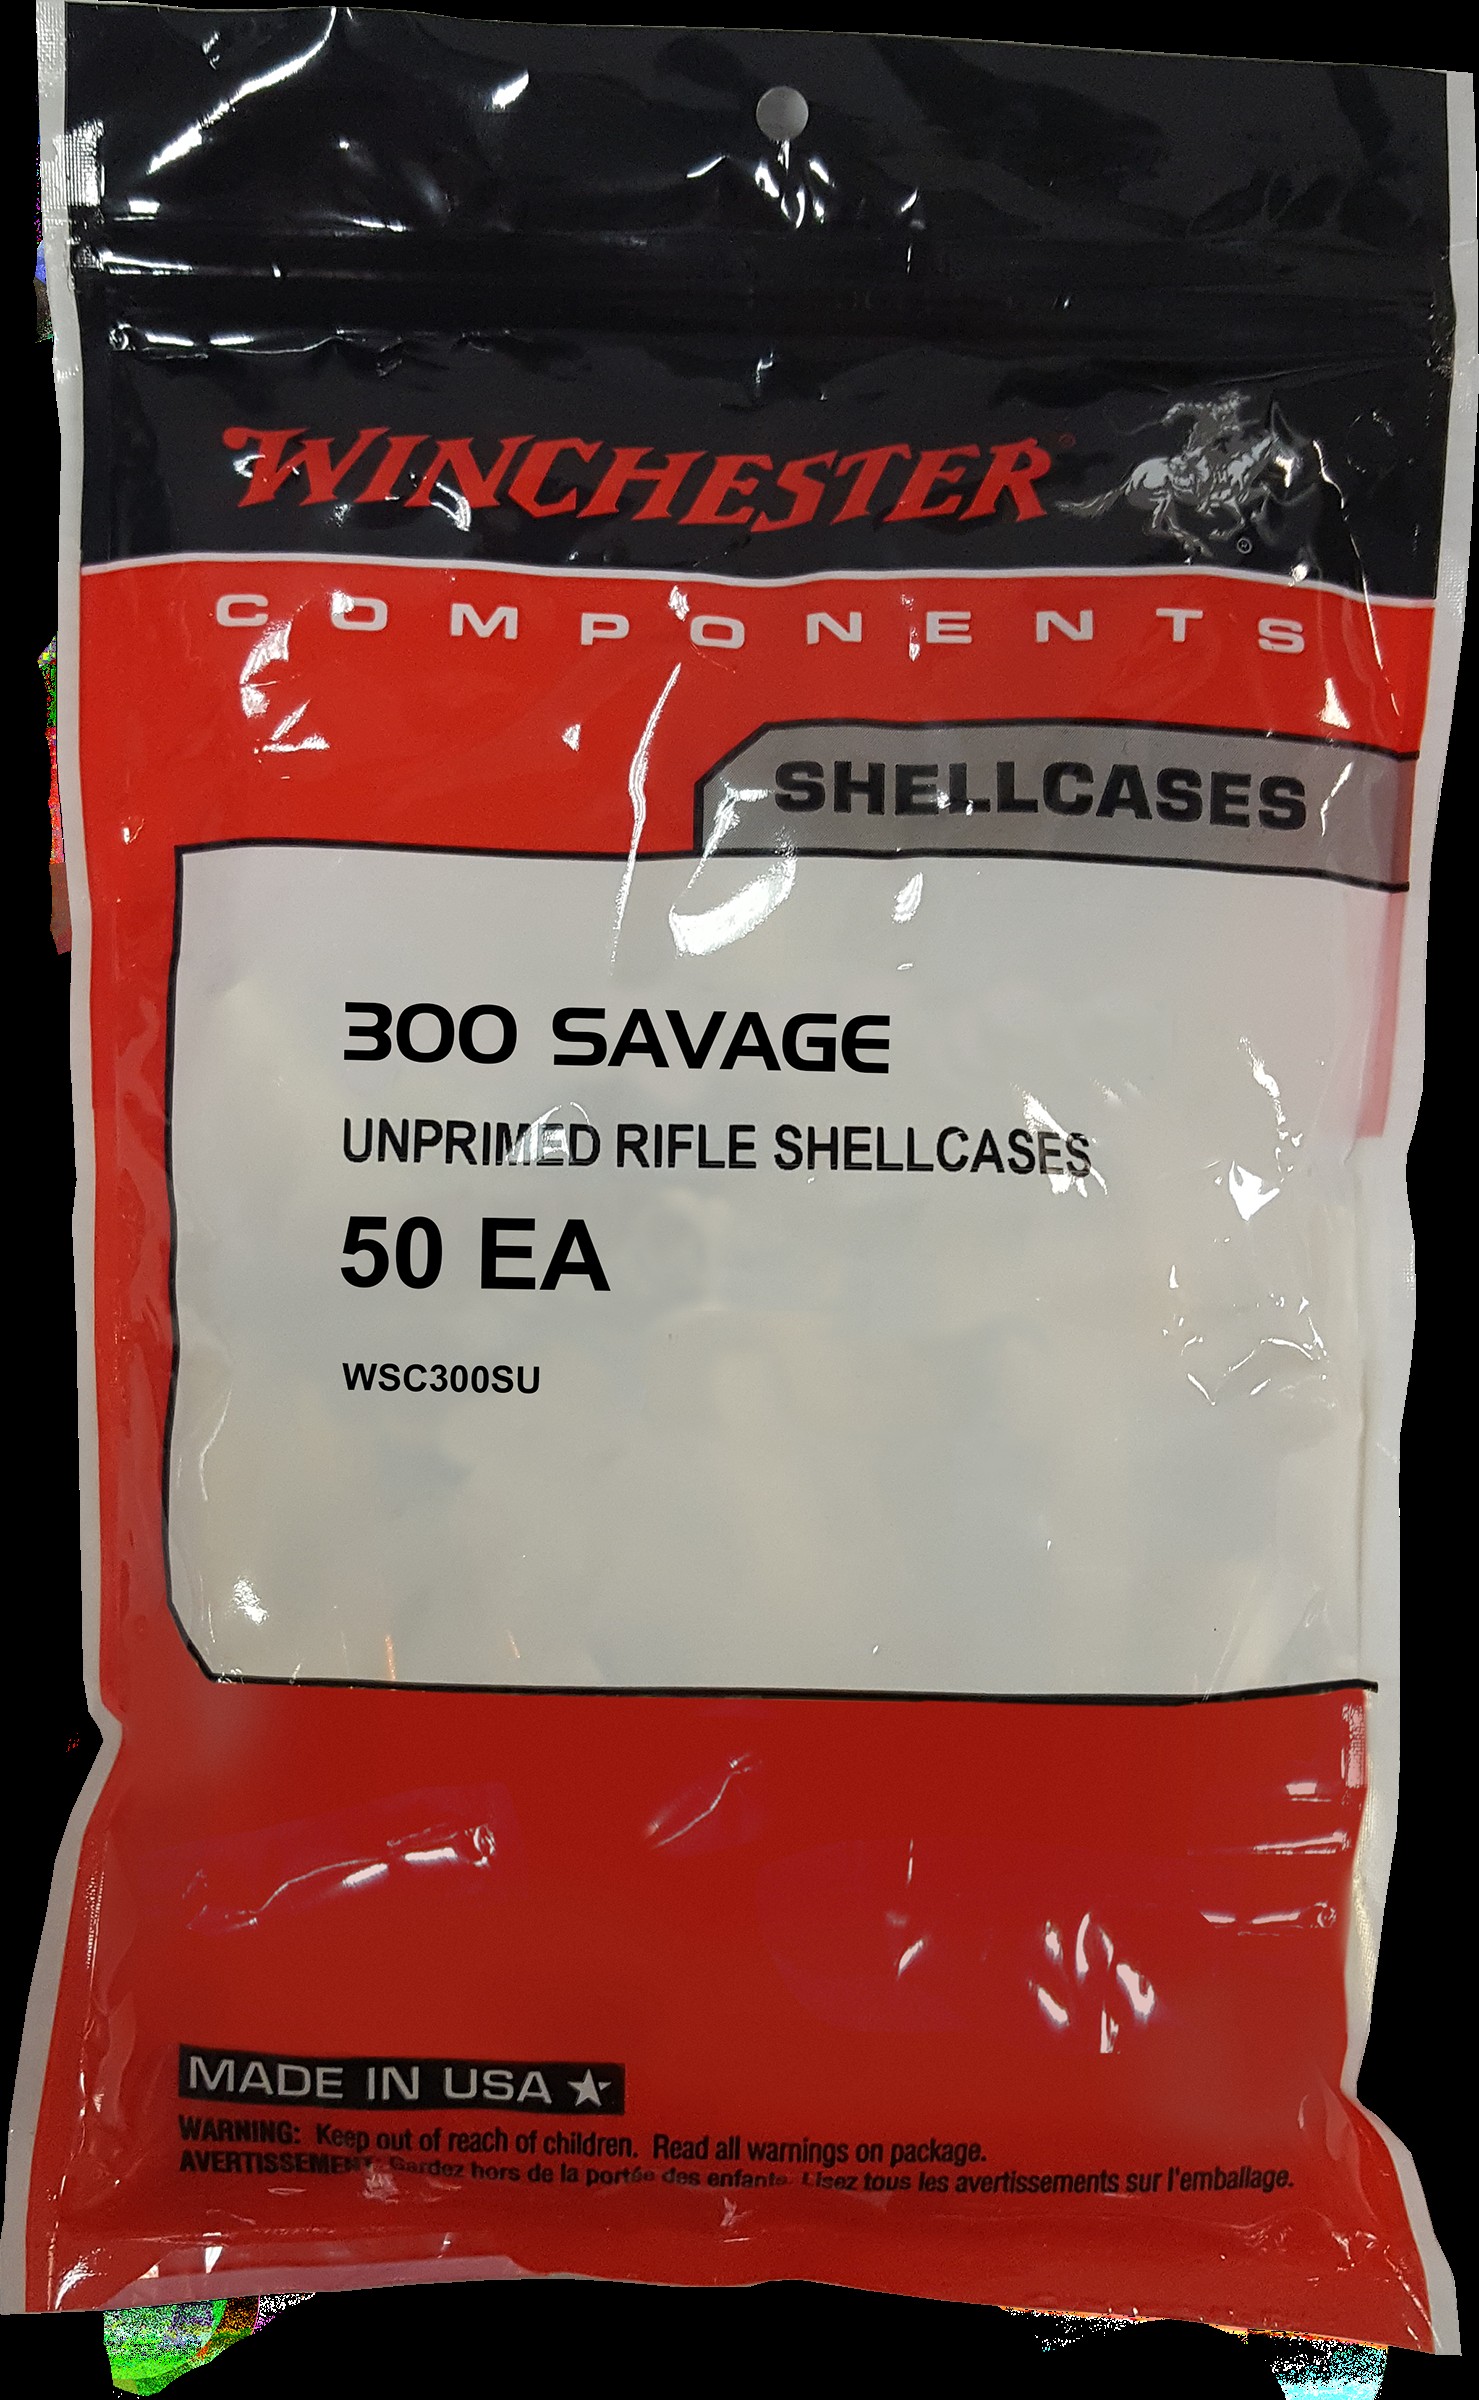 WINCHESTER®
COMPONENTS
SHELLCASES
300 SAVAGE
UNPRIMED RIFLE SHELLCASES
50 EA
WSC300SU
MADE IN USA
WARNING: Keep out of reach of children. Read all warnings on package.
AVERTISSEMENT: Gardez hors de la portée des enfants. Lisez tous les avertissements sur l'emballage.